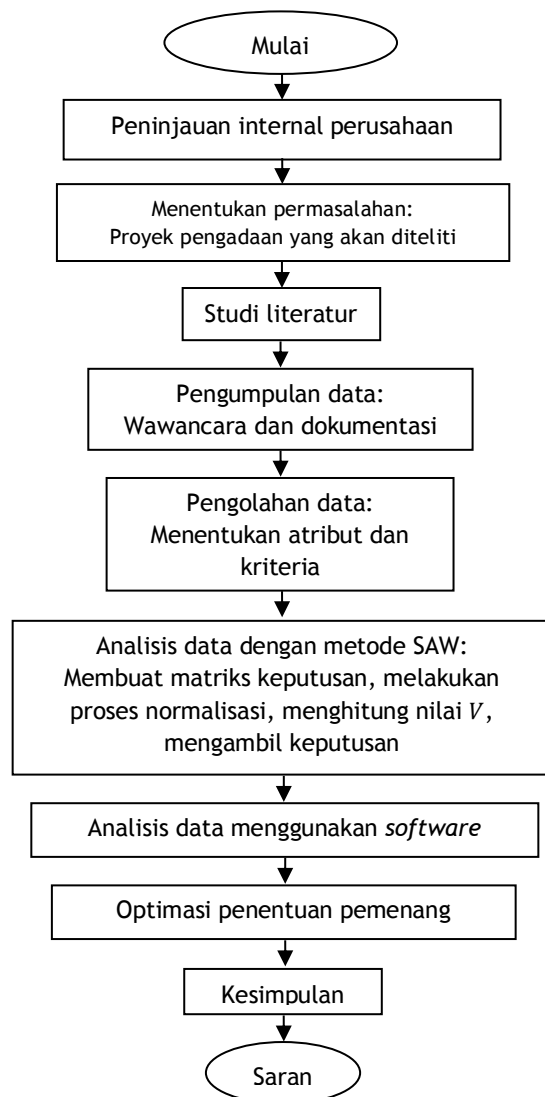 Mulai
Peninjauan internal perusahaan
Menentukan permasalahan:
Proyek pengadaan yang akan diteliti
Studi literatur
Pengumpulan data:
Wawancara dan dokumentasi
Pengolahan data:
Menentukan atribut dan
kriteria
Analisis data dengan metode SAW:
Membuat matriks keputusan, melakukan
proses normalisasi, menghitung nilai V,
mengambil keputusan
Analisis data menggunakan software
Optimasi penentuan pemenang
Kesimpulan
Saran